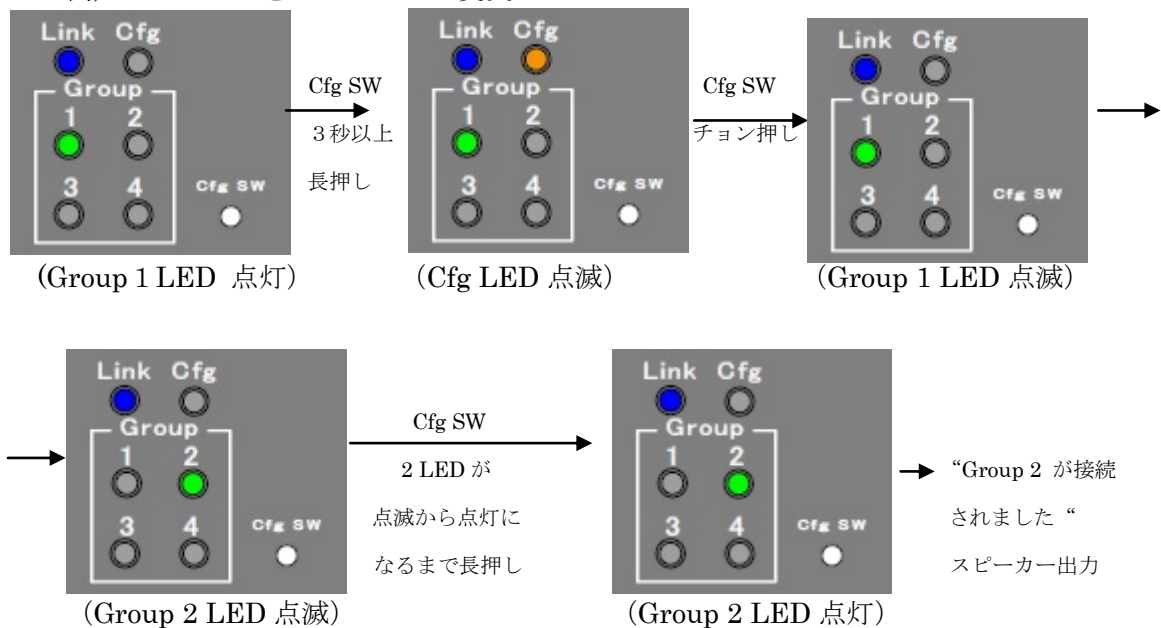 Link Cfg
Group
1 2
3 4
Cfg SW
(Group 1 LED 点灯)
Cfg SW
3秒以上
長押し
Link Cfg
Group
1 2
3 4
Cfg SW
(Cfg LED 点滅)
Cfg SW
チョン押し
Link Cfg
Group
1 2
3 4
Cfg SW
(Group 1 LED 点滅)
Link Cfg
Group
1 2
3 4
Cfg SW
(Group 2 LED 点滅)
Cfg SW
2 LED が
点滅から点灯に
なるまで長押し
Link Cfg
Group
1 2
3 4
Cfg SW
(Group 2 LED 点灯)
“Group 2 が接続
されました“
スピーカー出力